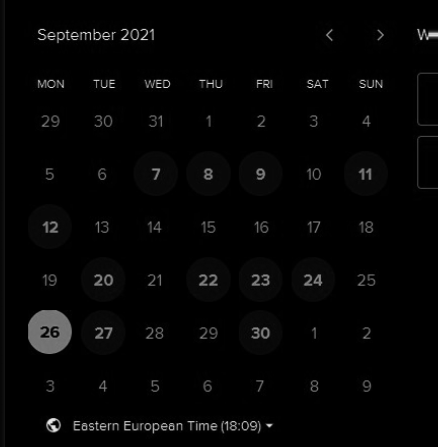 September 2021
MON TUE WED THU FRI SAT SUN
29 30 31 1 2 3 4
5 6 7 8 9 10 11
12 13 14 15 16 17 18
19 20 21 22 23 24 25
26 27 28 29 30 1 2
3 4 5 6 7 8 9
Eastern European Time (18:09)